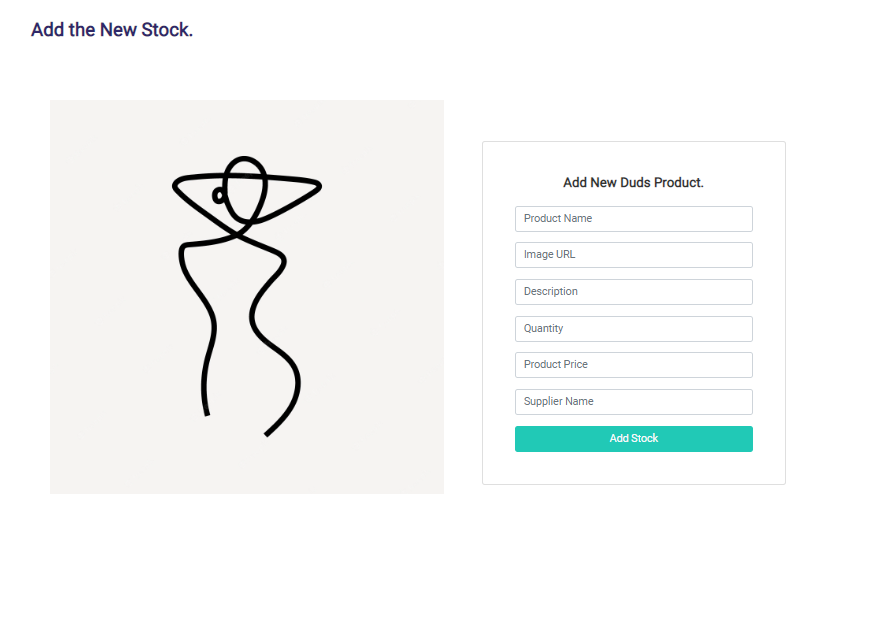 Add the New Stock.
Add New Duds Product.
Product Name
Image URL
Description
Quantity
Product Price
Supplier Name
Add Stock